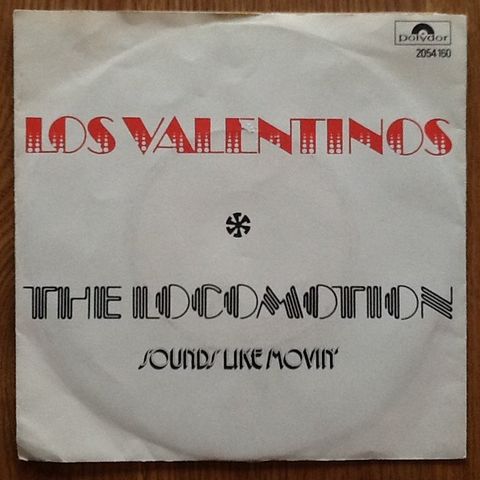 Polydor
2054 160
LOS VALENTINOS
THE LOCOMOTION
SOUNDS LIKE MOVIN'